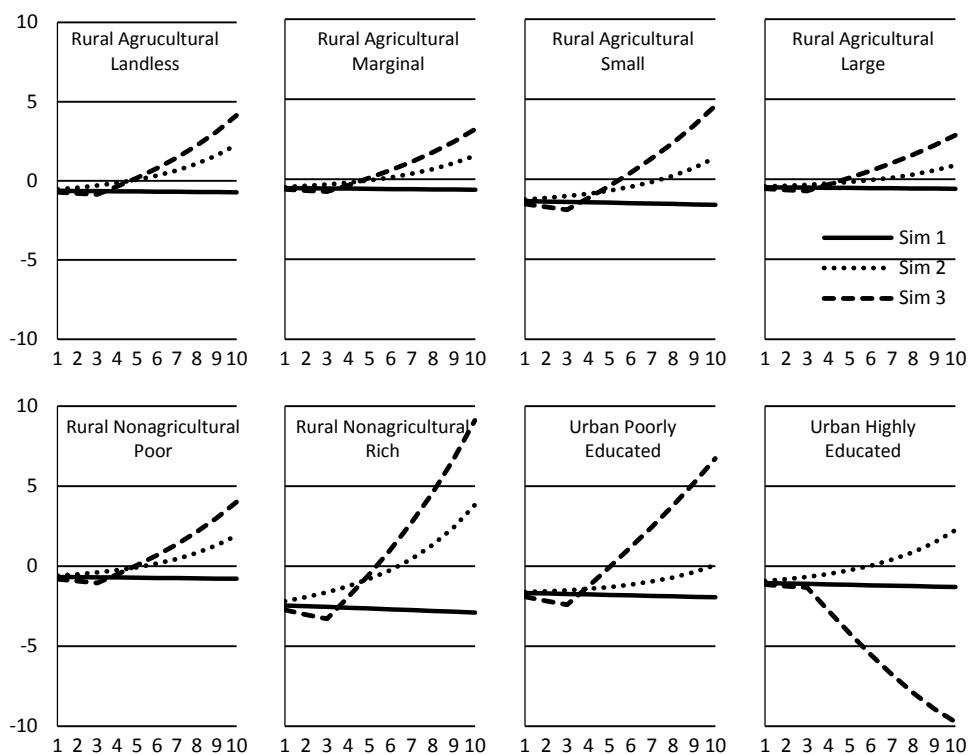 10
5
0
-5
-10
Rural Agrucultural
Landless
1 2 3 4 5 6 7 8 9 10
Rural Agricultural
Marginal
1 2 3 4 5 6 7 8 9 10
Rural Agricultural
Small
1 2 3 4 5 6 7 8 9 10
Rural Agricultural
Large
Sim 1
Sim 2
Sim 3
1 2 3 4 5 6 7 8 9 10
10
5
0
-5
-10
Rural Nonagricultural
Poor
1 2 3 4 5 6 7 8 9 10
Rural Nonagricultural
Rich
1 2 3 4 5 6 7 8 9 10
Urban Poorly
Educated
1 2 3 4 5 6 7 8 9 10
Urban Highly
Educated
1 2 3 4 5 6 7 8 9 10